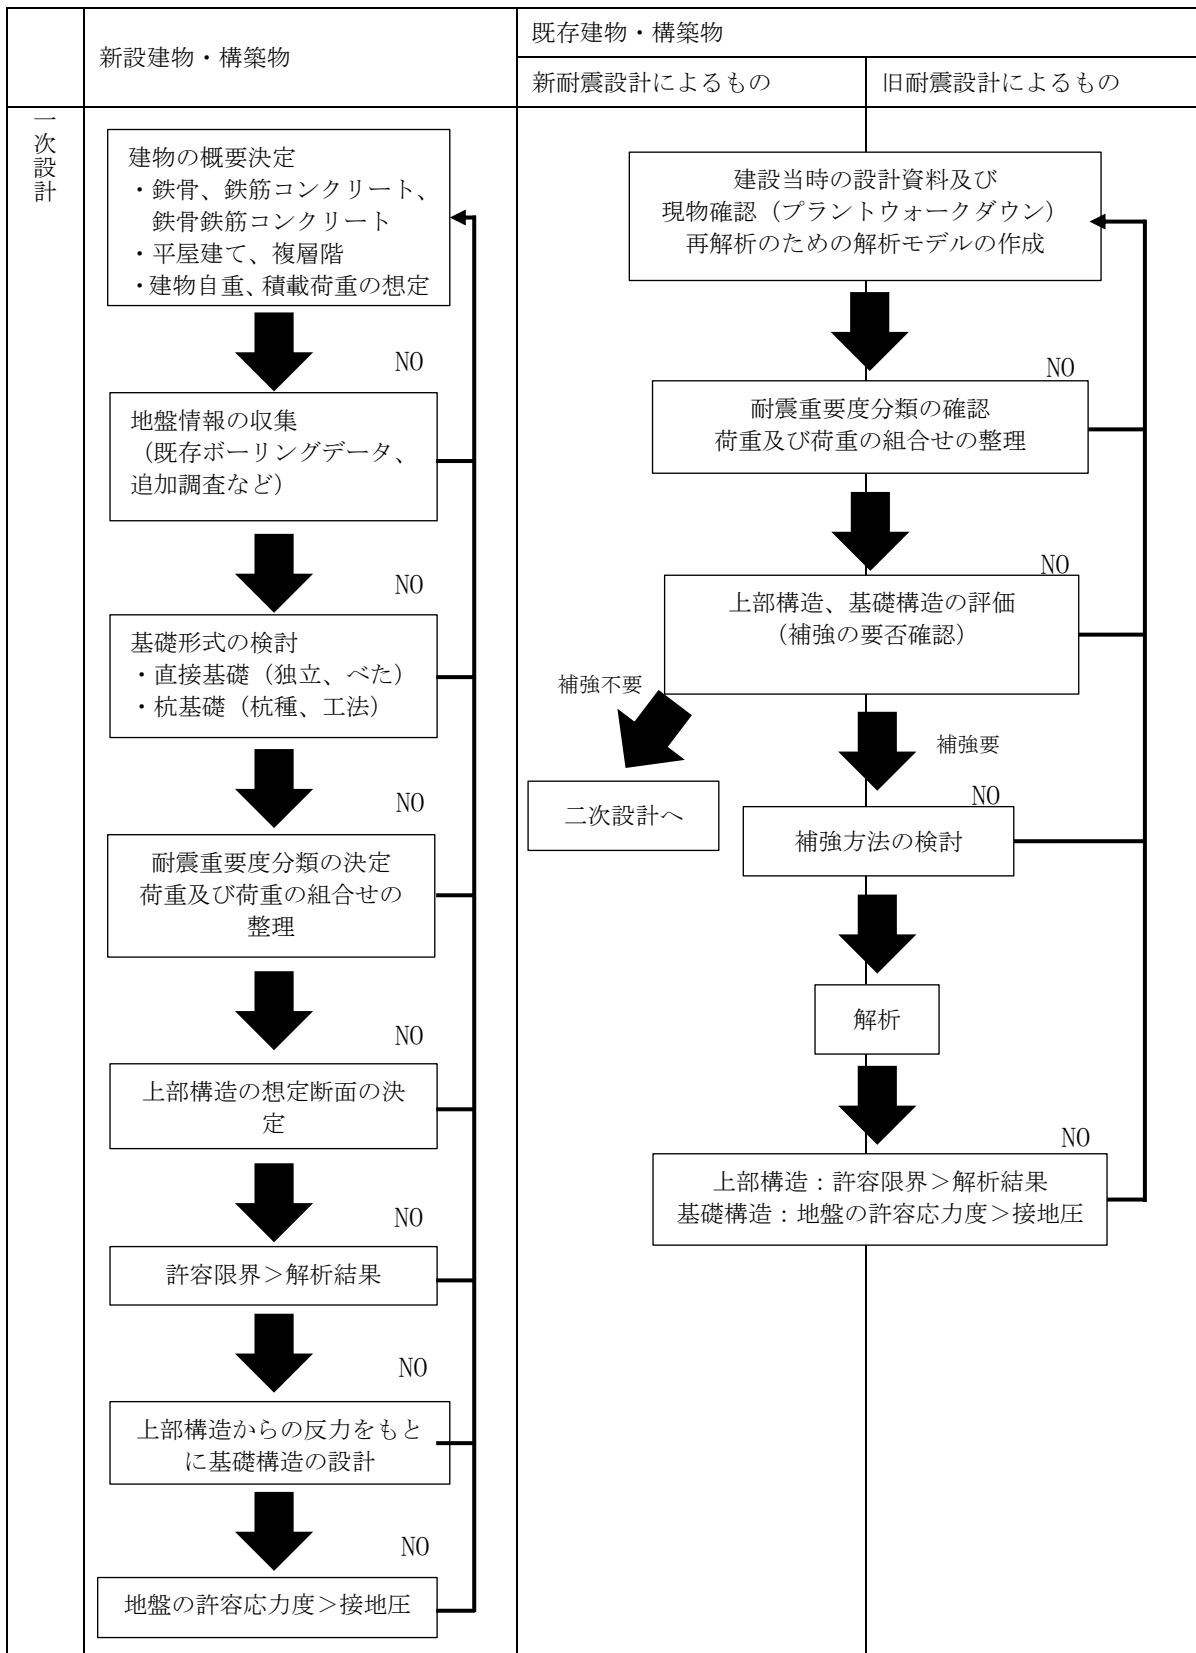 新設建物・構築物
既存建物・構築物
新耐震設計によるもの
旧耐震設計によるもの
一次設計
建物の概要決定
・鉄骨、鉄筋コンクリート、
鉄骨鉄筋コンクリート
・平屋建て、複層階
・建物自重、積載荷重の想定
NO
地盤情報の収集
（既存ボーリングデータ、
追加調査など）
NO
基礎形式の検討
・直接基礎（独立、べた）
・杭基礎（杭種、工法）
NO
耐震重要度分類の決定
荷重及び荷重の組合せの
整理
NO
上部構造の想定断面の決
定
NO
許容限界＞解析結果
NO
上部構造からの反力をもと
に基礎構造の設計
NO
地盤の許容応力度＞接地圧
建設当時の設計資料及び
現物確認（プラントウォークダウン）
再解析のための解析モデルの作成
NO
耐震重要度分類の確認
荷重及び荷重の組合せの整理
NO
上部構造、基礎構造の評価
（補強の要否確認）
補強不要
補強要
二次設計へ
NO
補強方法の検討
解析
NO
上部構造：許容限界＞解析結果
基礎構造：地盤の許容応力度＞接地圧